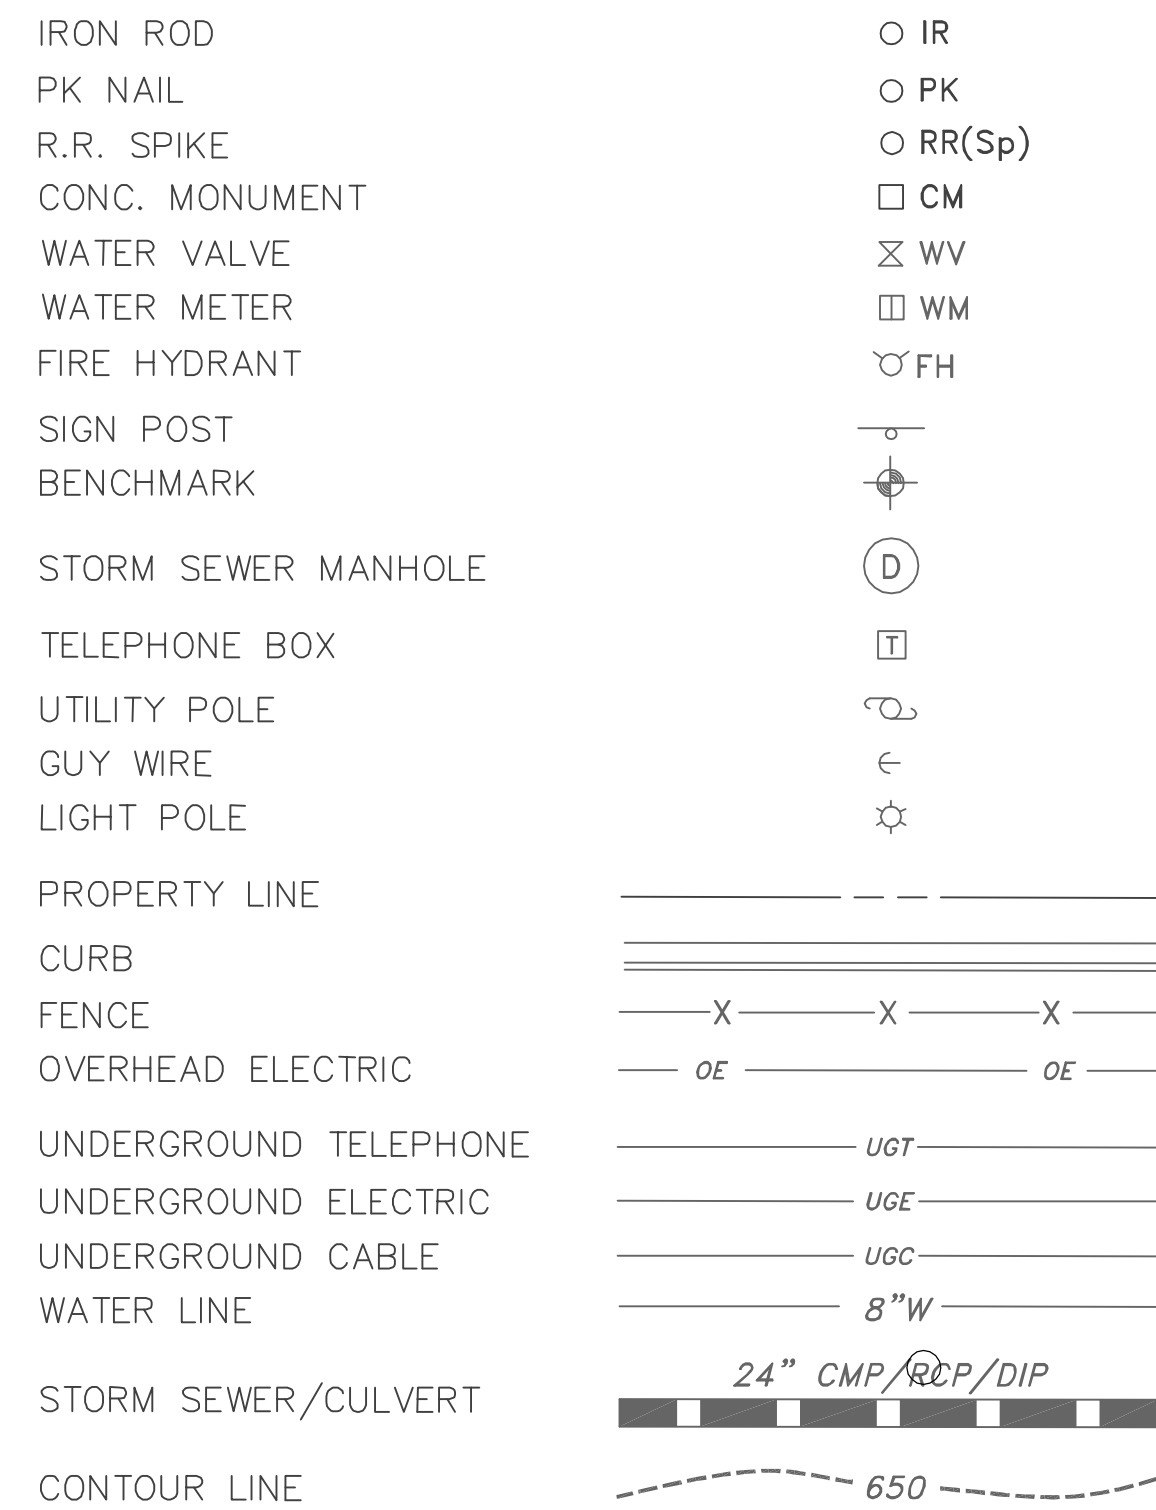 IRON ROD IR
PK NAIL PK
R.R. SPIKE RR(Sp)
CONC. MONUMENT CM
WATER VALVE WV
WATER METER WM
FIRE HYDRANT FH
SIGN POST
BENCHMARK
STORM SEWER MANHOLE D
TELEPHONE BOX T
UTILITY POLE
GUY WIRE
LIGHT POLE
PROPERTY LINE
CURB
FENCE X X X
OVERHEAD ELECTRIC OE OE
UNDERGROUND TELEPHONE UGT
UNDERGROUND ELECTRIC UGE
UNDERGROUND CABLE UGC
WATER LINE 8"W
24" CMP/RCP/DIP
STORM SEWER/CULVERT
CONTOUR LINE 650